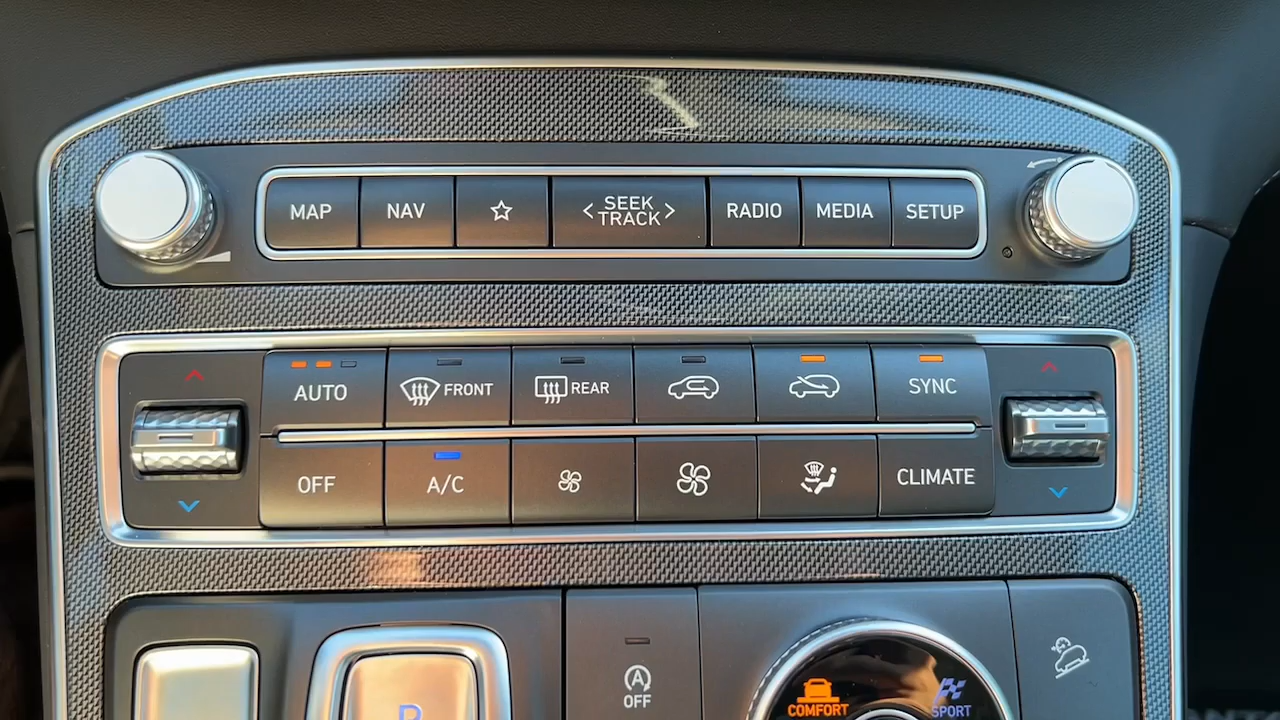 MAP
NAV
SEEK
TRACK
RADIO
MEDIA
SETUP
AUTO
FRONT
REAR
SYNC
OFF
A/C
CLIMATE
A
OFF
COMFORT
SPORT